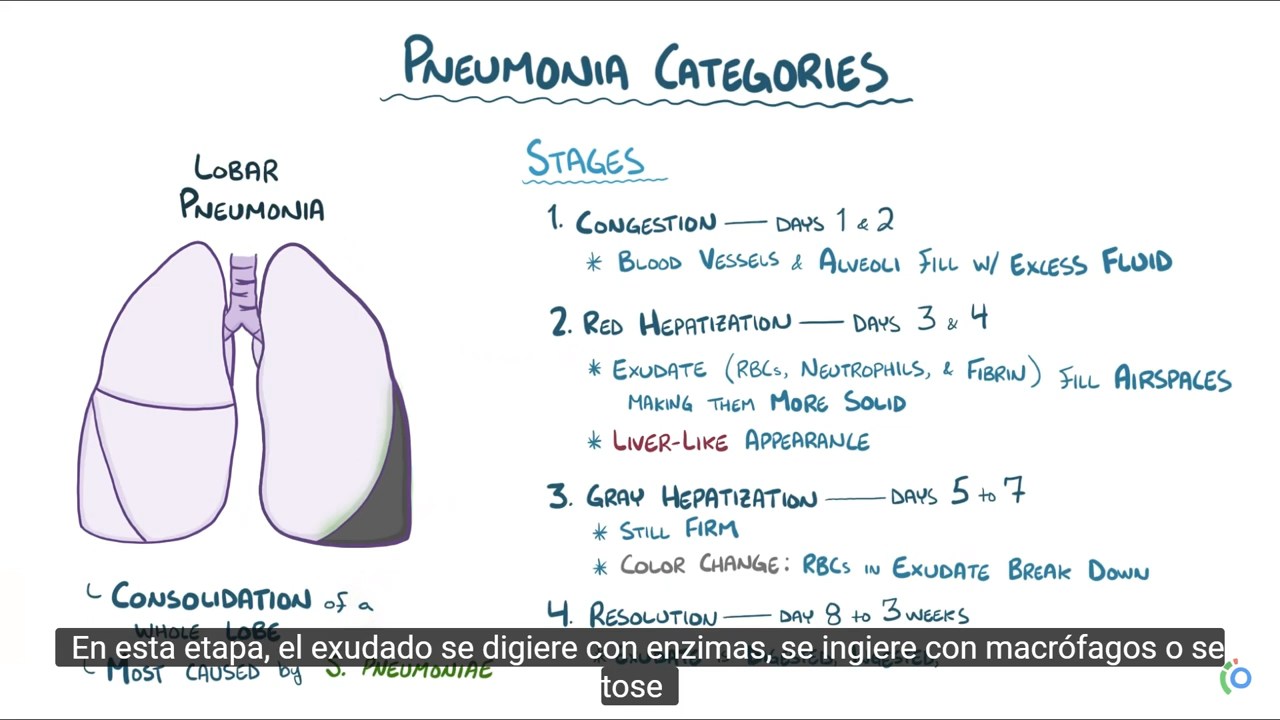 PNEUMONIA CATEGORIES
LOBAR
PNEUMONIA
CONSOLIDATION of a
WHOLE LOBE
MOST CAUSED by S. PNEUMONIAE
STAGES
1. CONGESTION — DAYS 1 & 2
* BLOOD VESSELS & ALVEOLI FILL W/ EXCESS FLUID
2. RED HEPATIZATION — DAYS 3 & 4
* EXUDATE (RBCs, NEUTROPHILS, & FIBRIN) FILL AIRSPACES
MAKING THEM MORE SOLID
* LIVER-LIKE APPEARANCE
3. GRAY HEPATIZATION — DAYS 5 to 7
* STILL FIRM
* COLOR CHANGE: RBCs IN EXUDATE BREAK DOWN
4. RESOLUTION — DAY 8 to 3 WEEKS
En esta etapa, el exudado se digiere con enzimas, se ingiere con macrófagos o se
tose